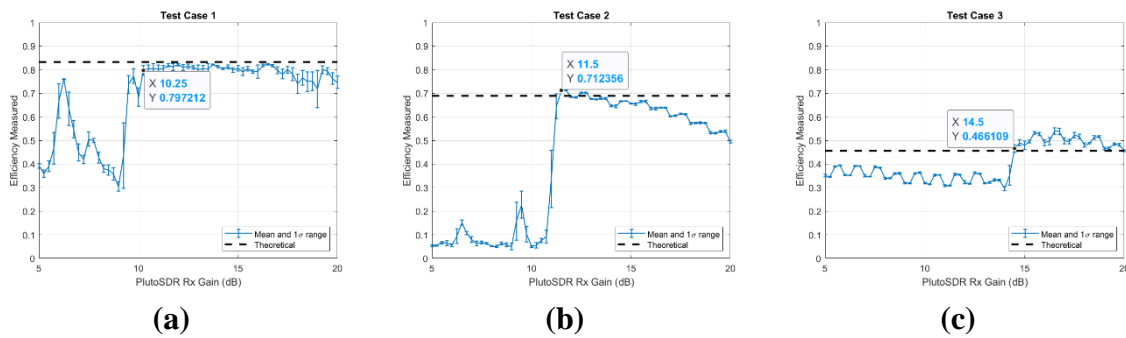 Test Case 1
Efficiency Measured
1
0.9
0.8
0.7
0.6
0.5
0.4
0.3
0.2
0.1
0
X 10.25
Y 0.797212
Mean and 1σ range
Theoretical
5
10
15
20
PlutoSDR Rx Gain (dB)
(a)
Test Case 2
Efficiency Measured
1
0.9
0.8
0.7
0.6
0.5
0.4
0.3
0.2
0.1
0
X 11.5
Y 0.712356
Mean and 1σ range
Theoretical
5
10
15
20
PlutoSDR Rx Gain (dB)
(b)
Test Case 3
Efficiency Measured
1
0.9
0.8
0.7
0.6
0.5
0.4
0.3
0.2
0.1
0
X 14.5
Y 0.466109
Mean and 1σ range
Theoretical
5
10
15
20
PlutoSDR Rx Gain (dB)
(c)